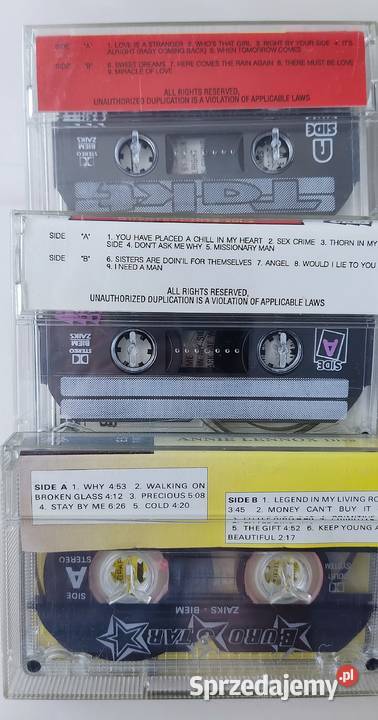 SIDE "A" 1. LOVE IS A STRANGER 2. WHO'S THAT GIRL 3. RIGHT BY YOUR SIDE 4. IT'S
ALRIGHT (BABY COMING BACK) 5. WHEN TOMORROW COMES
SIDE "B" 6. SWEET DREAMS 7. HERE COMES THE RAIN AGAIN 8. THERE MUST BE LOVE
9. MIRACLE OF LOVE
ALL RIGHTS RESERVED,
UNAUTHORIZED DUPLICATION IS A VIOLATION OF APPLICABLE LAWS
STEREO
BIEM
ZAIKS
SIDE
TAKT
SIDE "A" 1. YOU HAVE PLACED A CHILL IN MY HEART 2. SEX CRIME 3. THORN IN MY
SIDE 4. DON'T ASK ME WHY 5. MISSIONARY MAN
SIDE "B" 6. SISTERS ARE DOIN'L FOR THEMSELVES 7. ANGEL 8. WOULD I LIE TO YOU
9. I NEED A MAN
ALL RIGHTS RESERVED,
UNAUTHORIZED DUPLICATION IS A VIOLATION OF APPLICABLE LAWS
STEREO
BIEM
ZAIKS
SIDE
A
ANNIE LENNOX
SIDE A 1. WHY 4:53 2. WALKING ON
BROKEN GLASS 4:12 3. PRECIOUS 5:08
4. STAY BY ME 6:26 5. COLD 4:20
SIDE B 1. LEGEND IN MY LIVING RO
3:45 2. MONEY CAN'T BUY IT
5. THE GIFT 4:52 6. KEEP YOUNG A
BEAUTIFUL 2:17
STEREO
A
SIDE
DOLBY SYSTEM
ZAIKS · BIEM
EURO STAR
Sprzedajemy.pl